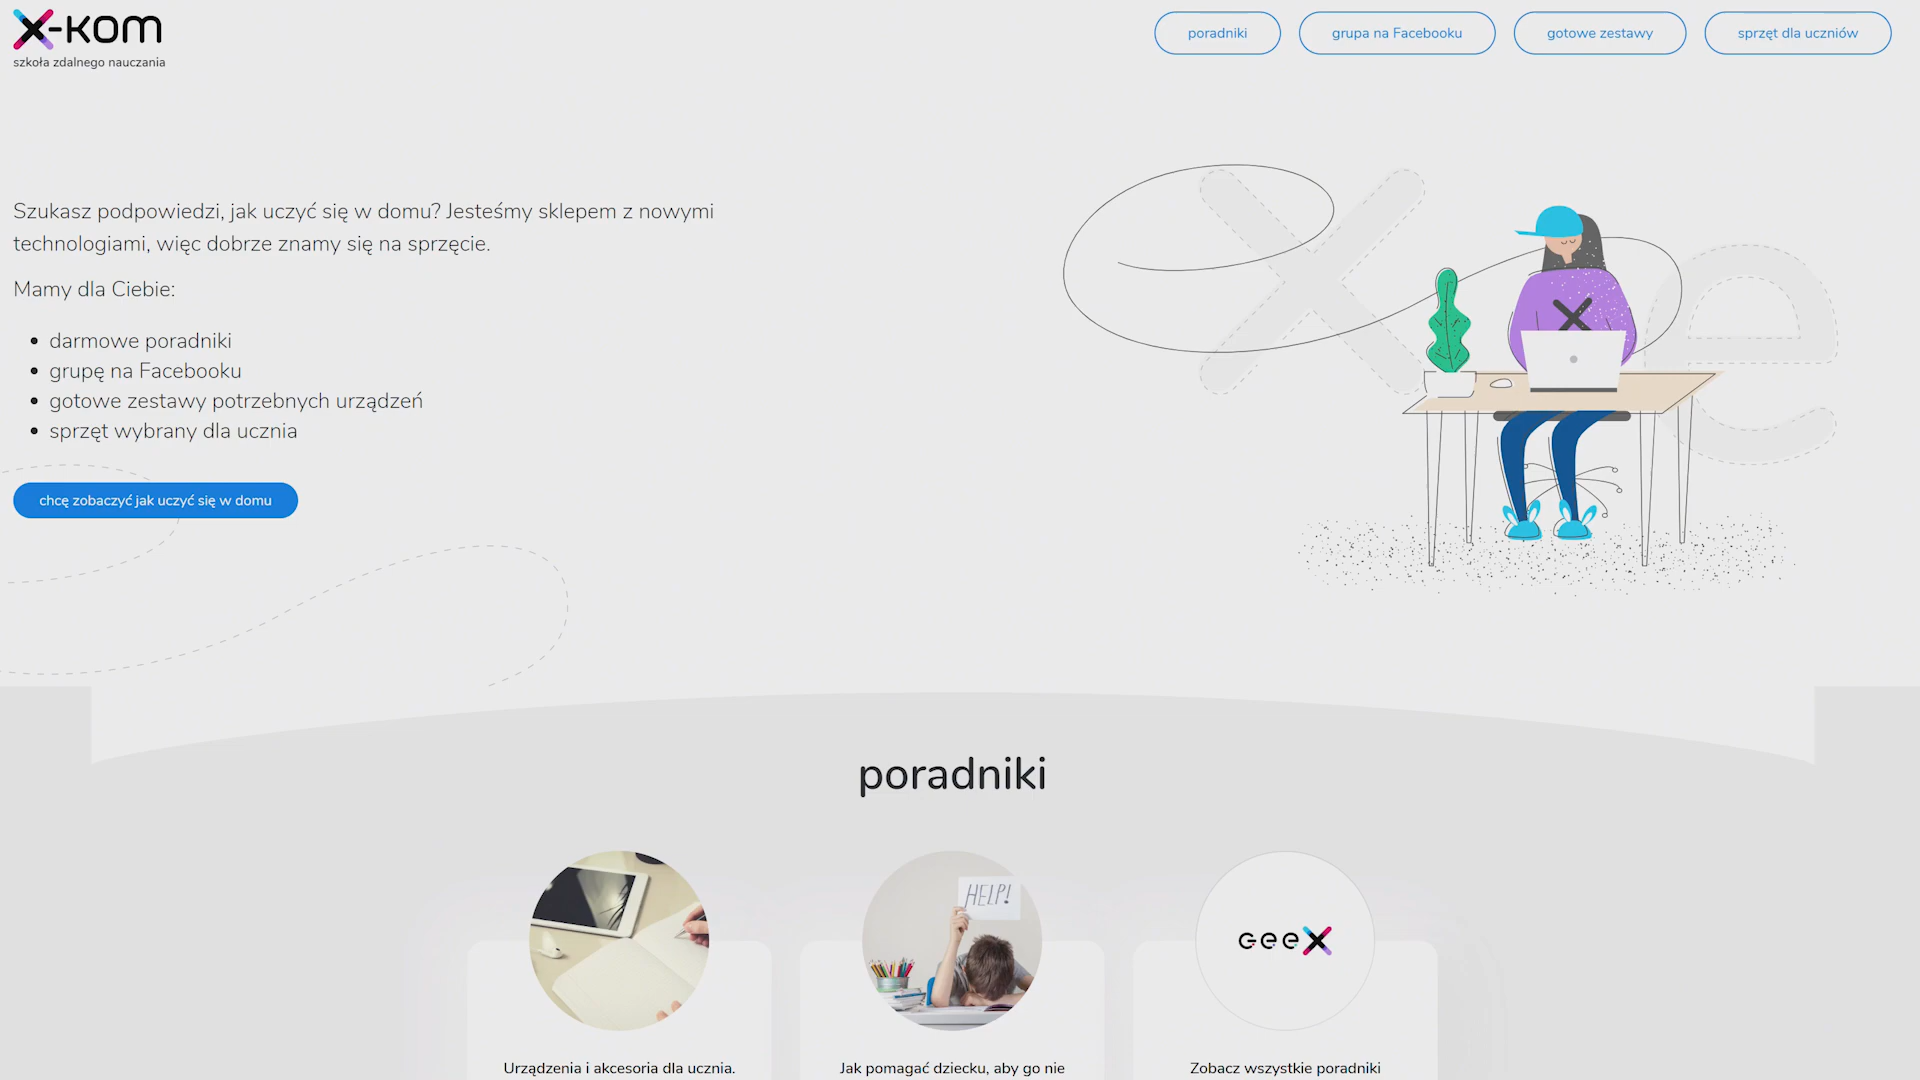 x-kom
szkoła zdalnego nauczania
poradniki
grupa na Facebooku
gotowe zestawy
sprzęt dla uczniów
Szukasz podpowiedzi, jak uczyć się w domu? Jesteśmy sklepem z nowymi
technologiami, więc dobrze znamy się na sprzęcie.
Mamy dla Ciebie:
darmowe poradniki
grupę na Facebooku
gotowe zestawy potrzebnych urządzeń
sprzęt wybrany dla ucznia
chcę zobaczyć jak uczyć się w domu
poradniki
HELP!
GEEX
Urządzenia i akcesoria dla ucznia.
Jak pomagać dziecku, aby go nie
Zobacz wszystkie poradniki